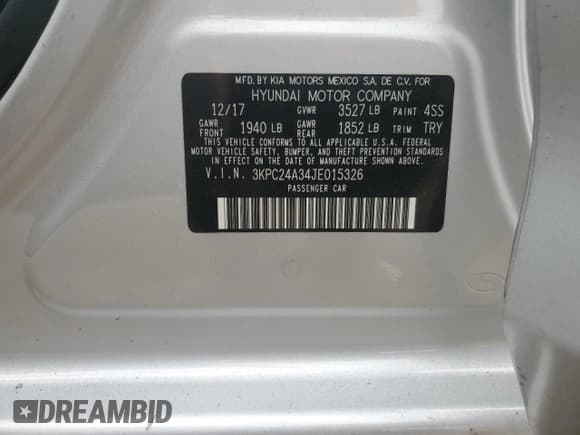 MFD. BY KIA MOTORS MEXICO S.A. DE C.V. FOR
HYUNDAI MOTOR COMPANY
12/17 GVWR 3527 LB PAINT 4SS
GAWR FRONT 1940 LB GAWR REAR 1852 LB TRIM TRY
THIS VEHICLE CONFORMS TO ALL APPLICABLE U.S. FEDERAL
MOTOR VEHICLE SAFETY, BUMPER, AND THEFT PREVENTION STANDARDS
IN EFFECT ON THE DATE OF MANUFACTURE SHOWN ABOVE.
V.I.N. 3KPC24A34JE015326
PASSENGER CAR
DREAMBID